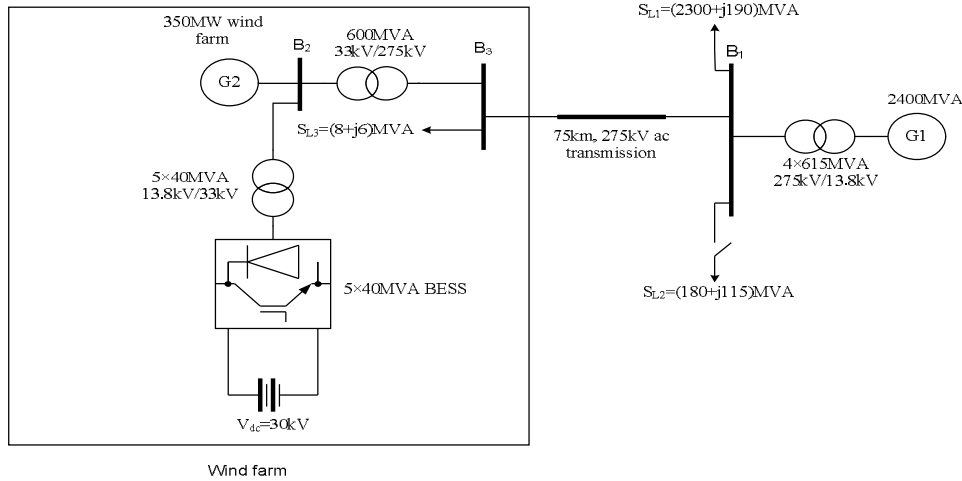 350MW wind
farm
G2
B2
600MVA
33kV/275kV
B3
SL3=(8+j6)MVA
5×40MVA
13.8kV/33kV
5×40MVA BESS
Vdc=30kV
Wind farm
75km, 275kV ac
transmission
SL1=(2300+j190)MVA
B1
2400MVA
G1
4×615MVA
275kV/13.8kV
SL2=(180+j115)MVA